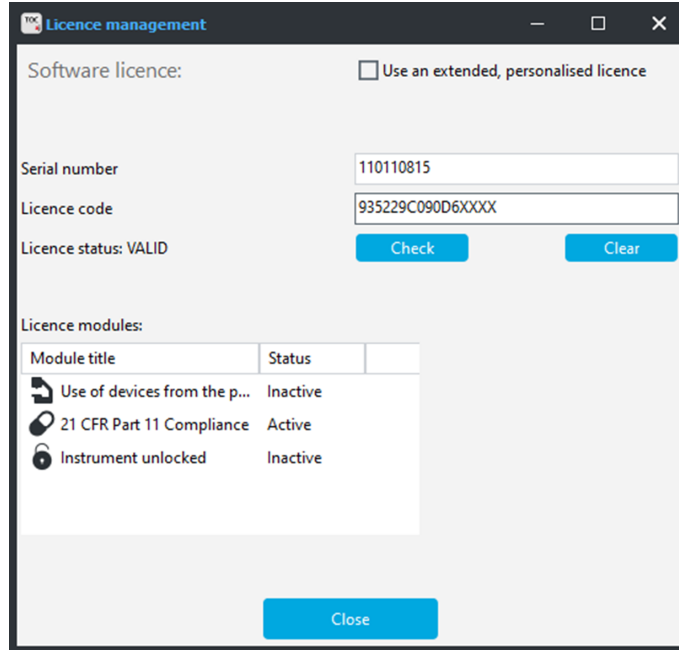 TOC
Licence management
Software licence:
Use an extended, personalised licence
Serial number
110110815
Licence code
935229C090D6XXXX
Licence status: VALID
Check
Clear
Licence modules:
Module title Status
Use of devices from the p... Inactive
21 CFR Part 11 Compliance Active
Instrument unlocked Inactive
Close